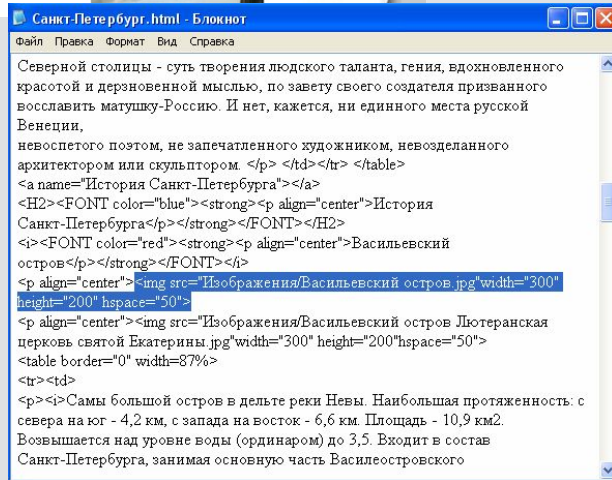 Санкт-Петербург.html - Блокнот
Файл Правка Формат Вид Справка
Северной столицы - суть творения людского таланта, гения, вдохновленного
красотой и дерзновенной мыслью, по завету своего создателя призванного
восславить матушку-Россию. И нет, кажется, ни единного места русской
Венеции,
невоспетого поэтом, не запечатленного художником, невозделанного
архитектором или скульптором. </p> </td></tr> </table>
<a name="История Санкт-Петербурга"></a>
<H2><FONT color="blue"><strong><p align="center">История
Санкт-Петербурга</p></strong></FONT></H2>
<i><FONT color="red"><strong><p align="center">Васильевский
остров</p></strong></FONT></i>
<p align="center"><img src="Изображения/Васильевский остров.jpg"width="300"
height="200" hspace="50">
<p align="center"><img src="Изображения/Васильевский остров Лютеранская
церковь святой Екатерины.jpg"width="300" height="200"hspace="50">
<table border="0" width=87%>
<tr><td>
<p><i>Самы большой остров в дельте реки Невы. Наибольшая протяженность: с
севера на юг - 4,2 км, с запада на восток - 6,6 км. Площадь - 10,9 км2.
Возвышается над уровне воды (ординаром) до 3,5. Входит в состав
Санкт-Петербурга, занимая основную часть Василеостровского